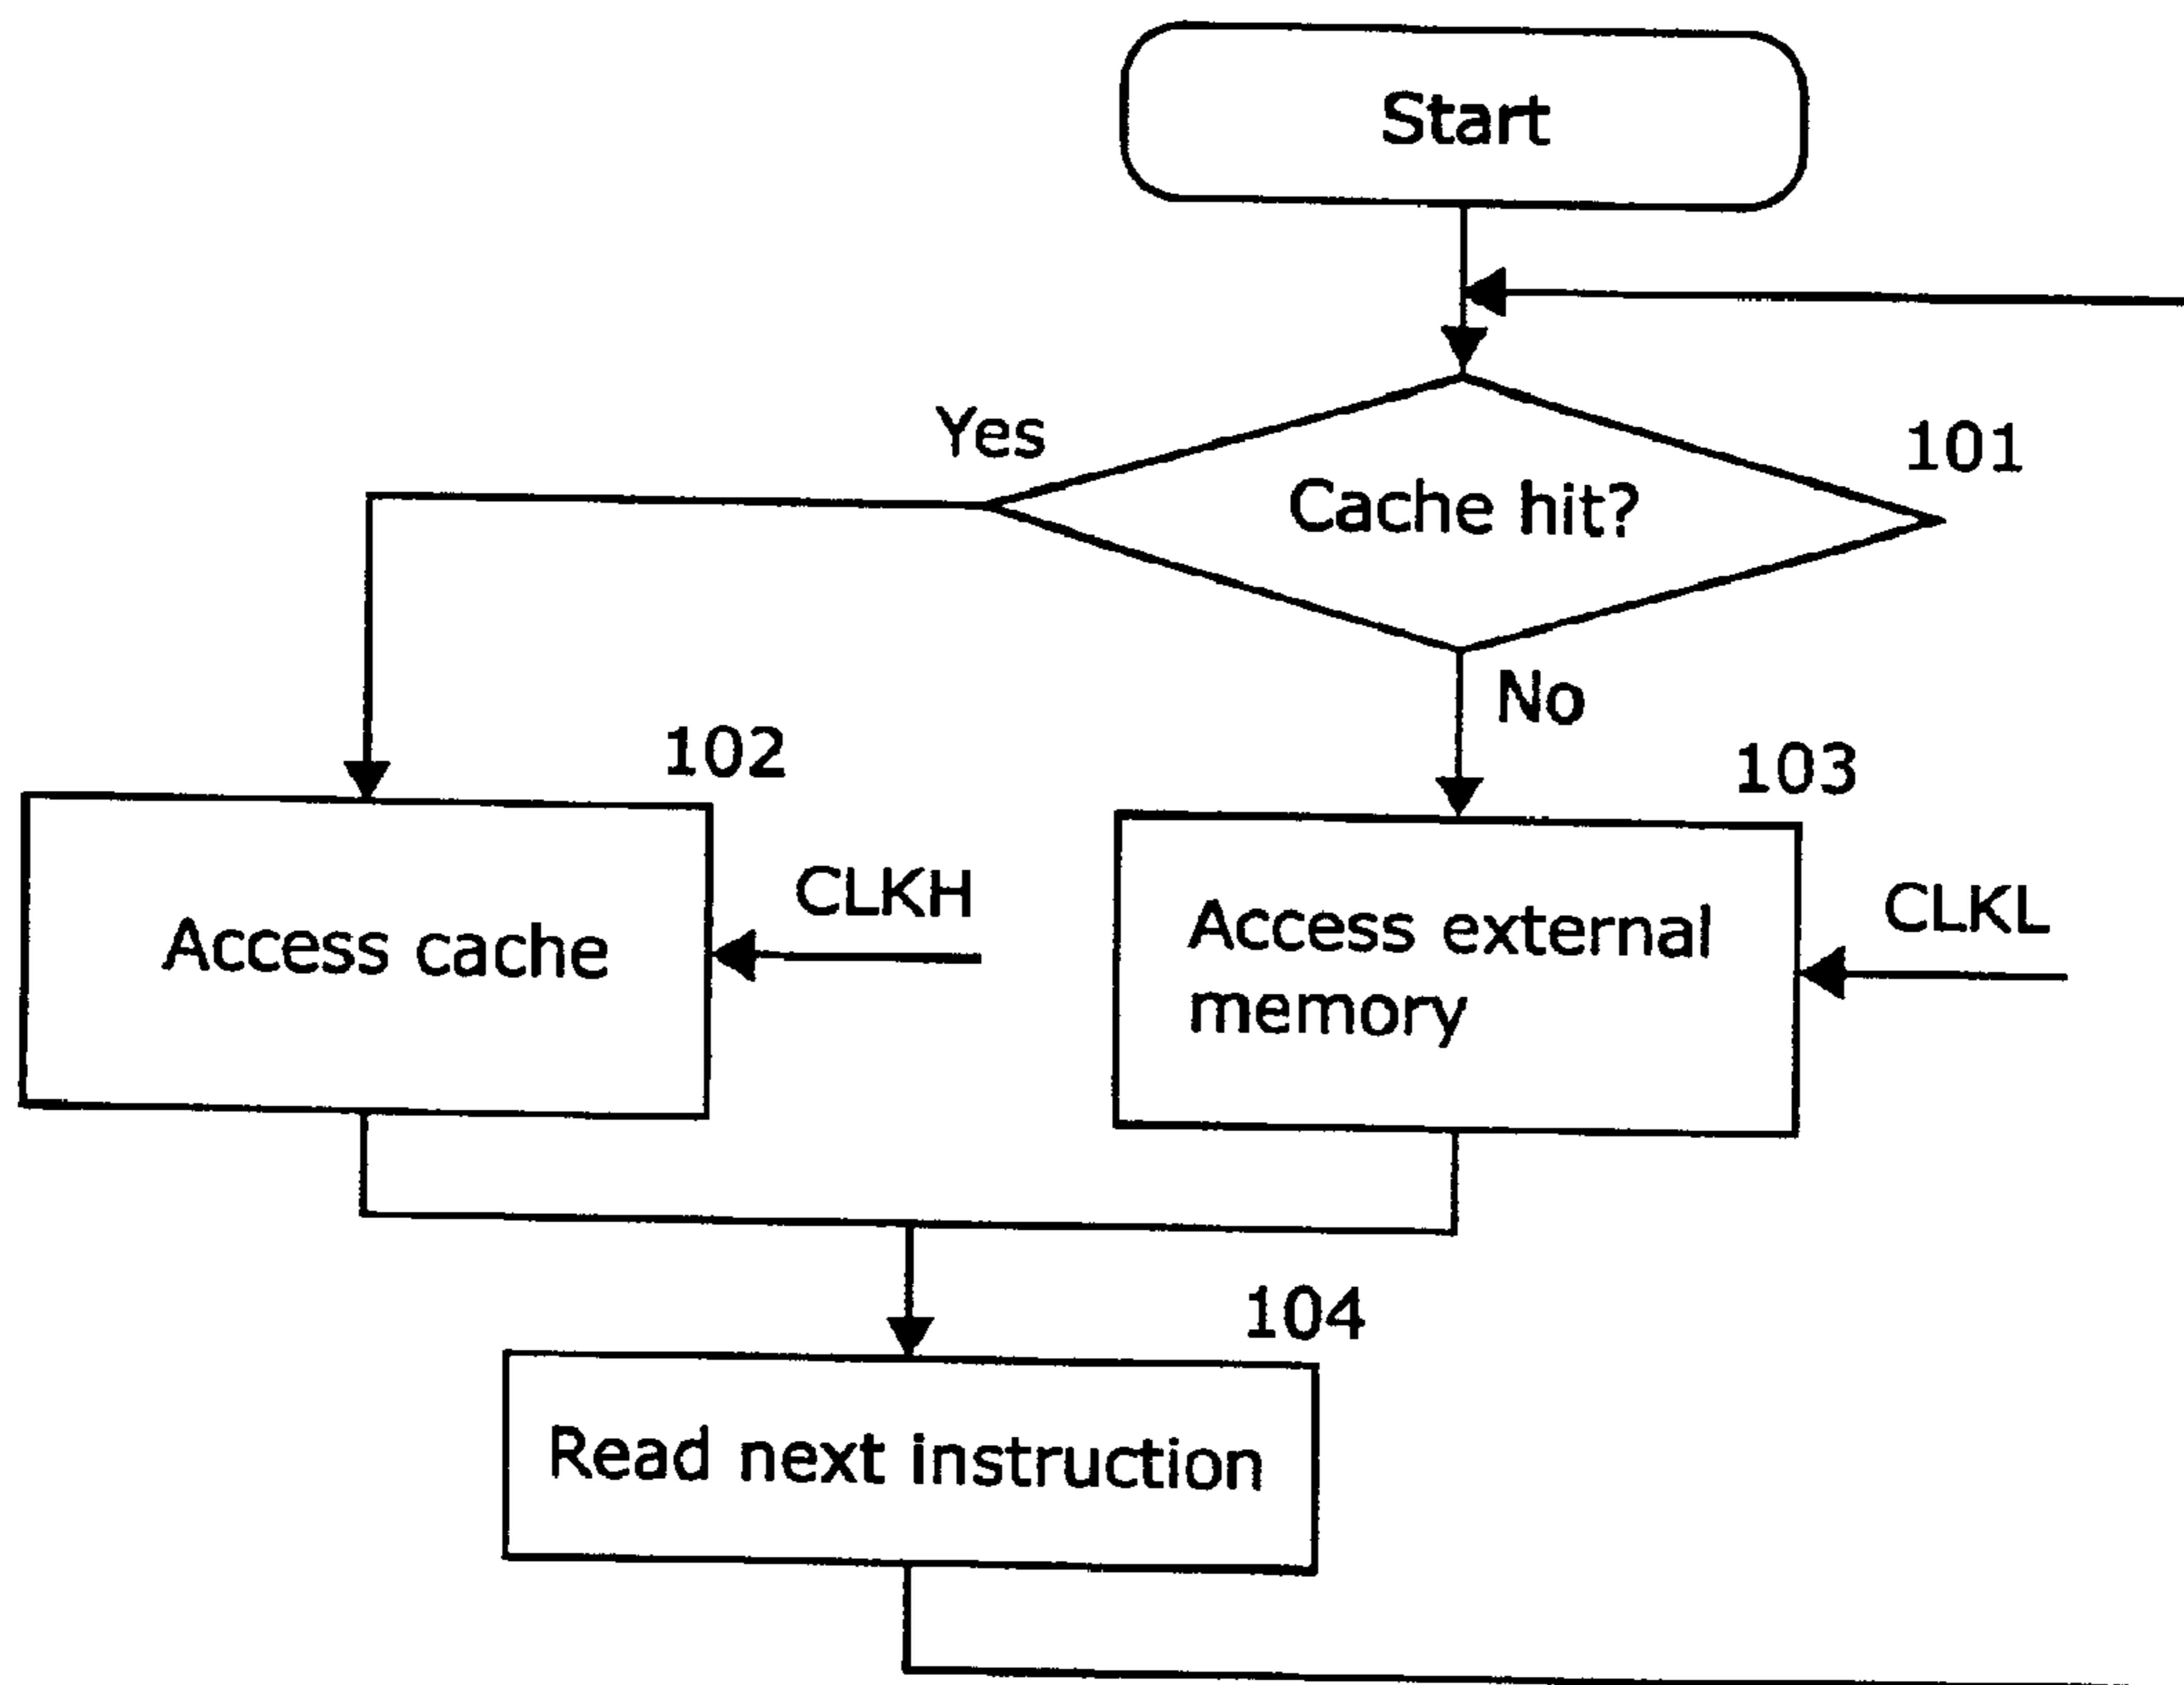 Start
Yes
101
Cache hit?
No
102
103
CLKH
CLKL
Access cache
Access external
memory
104
Read next instruction